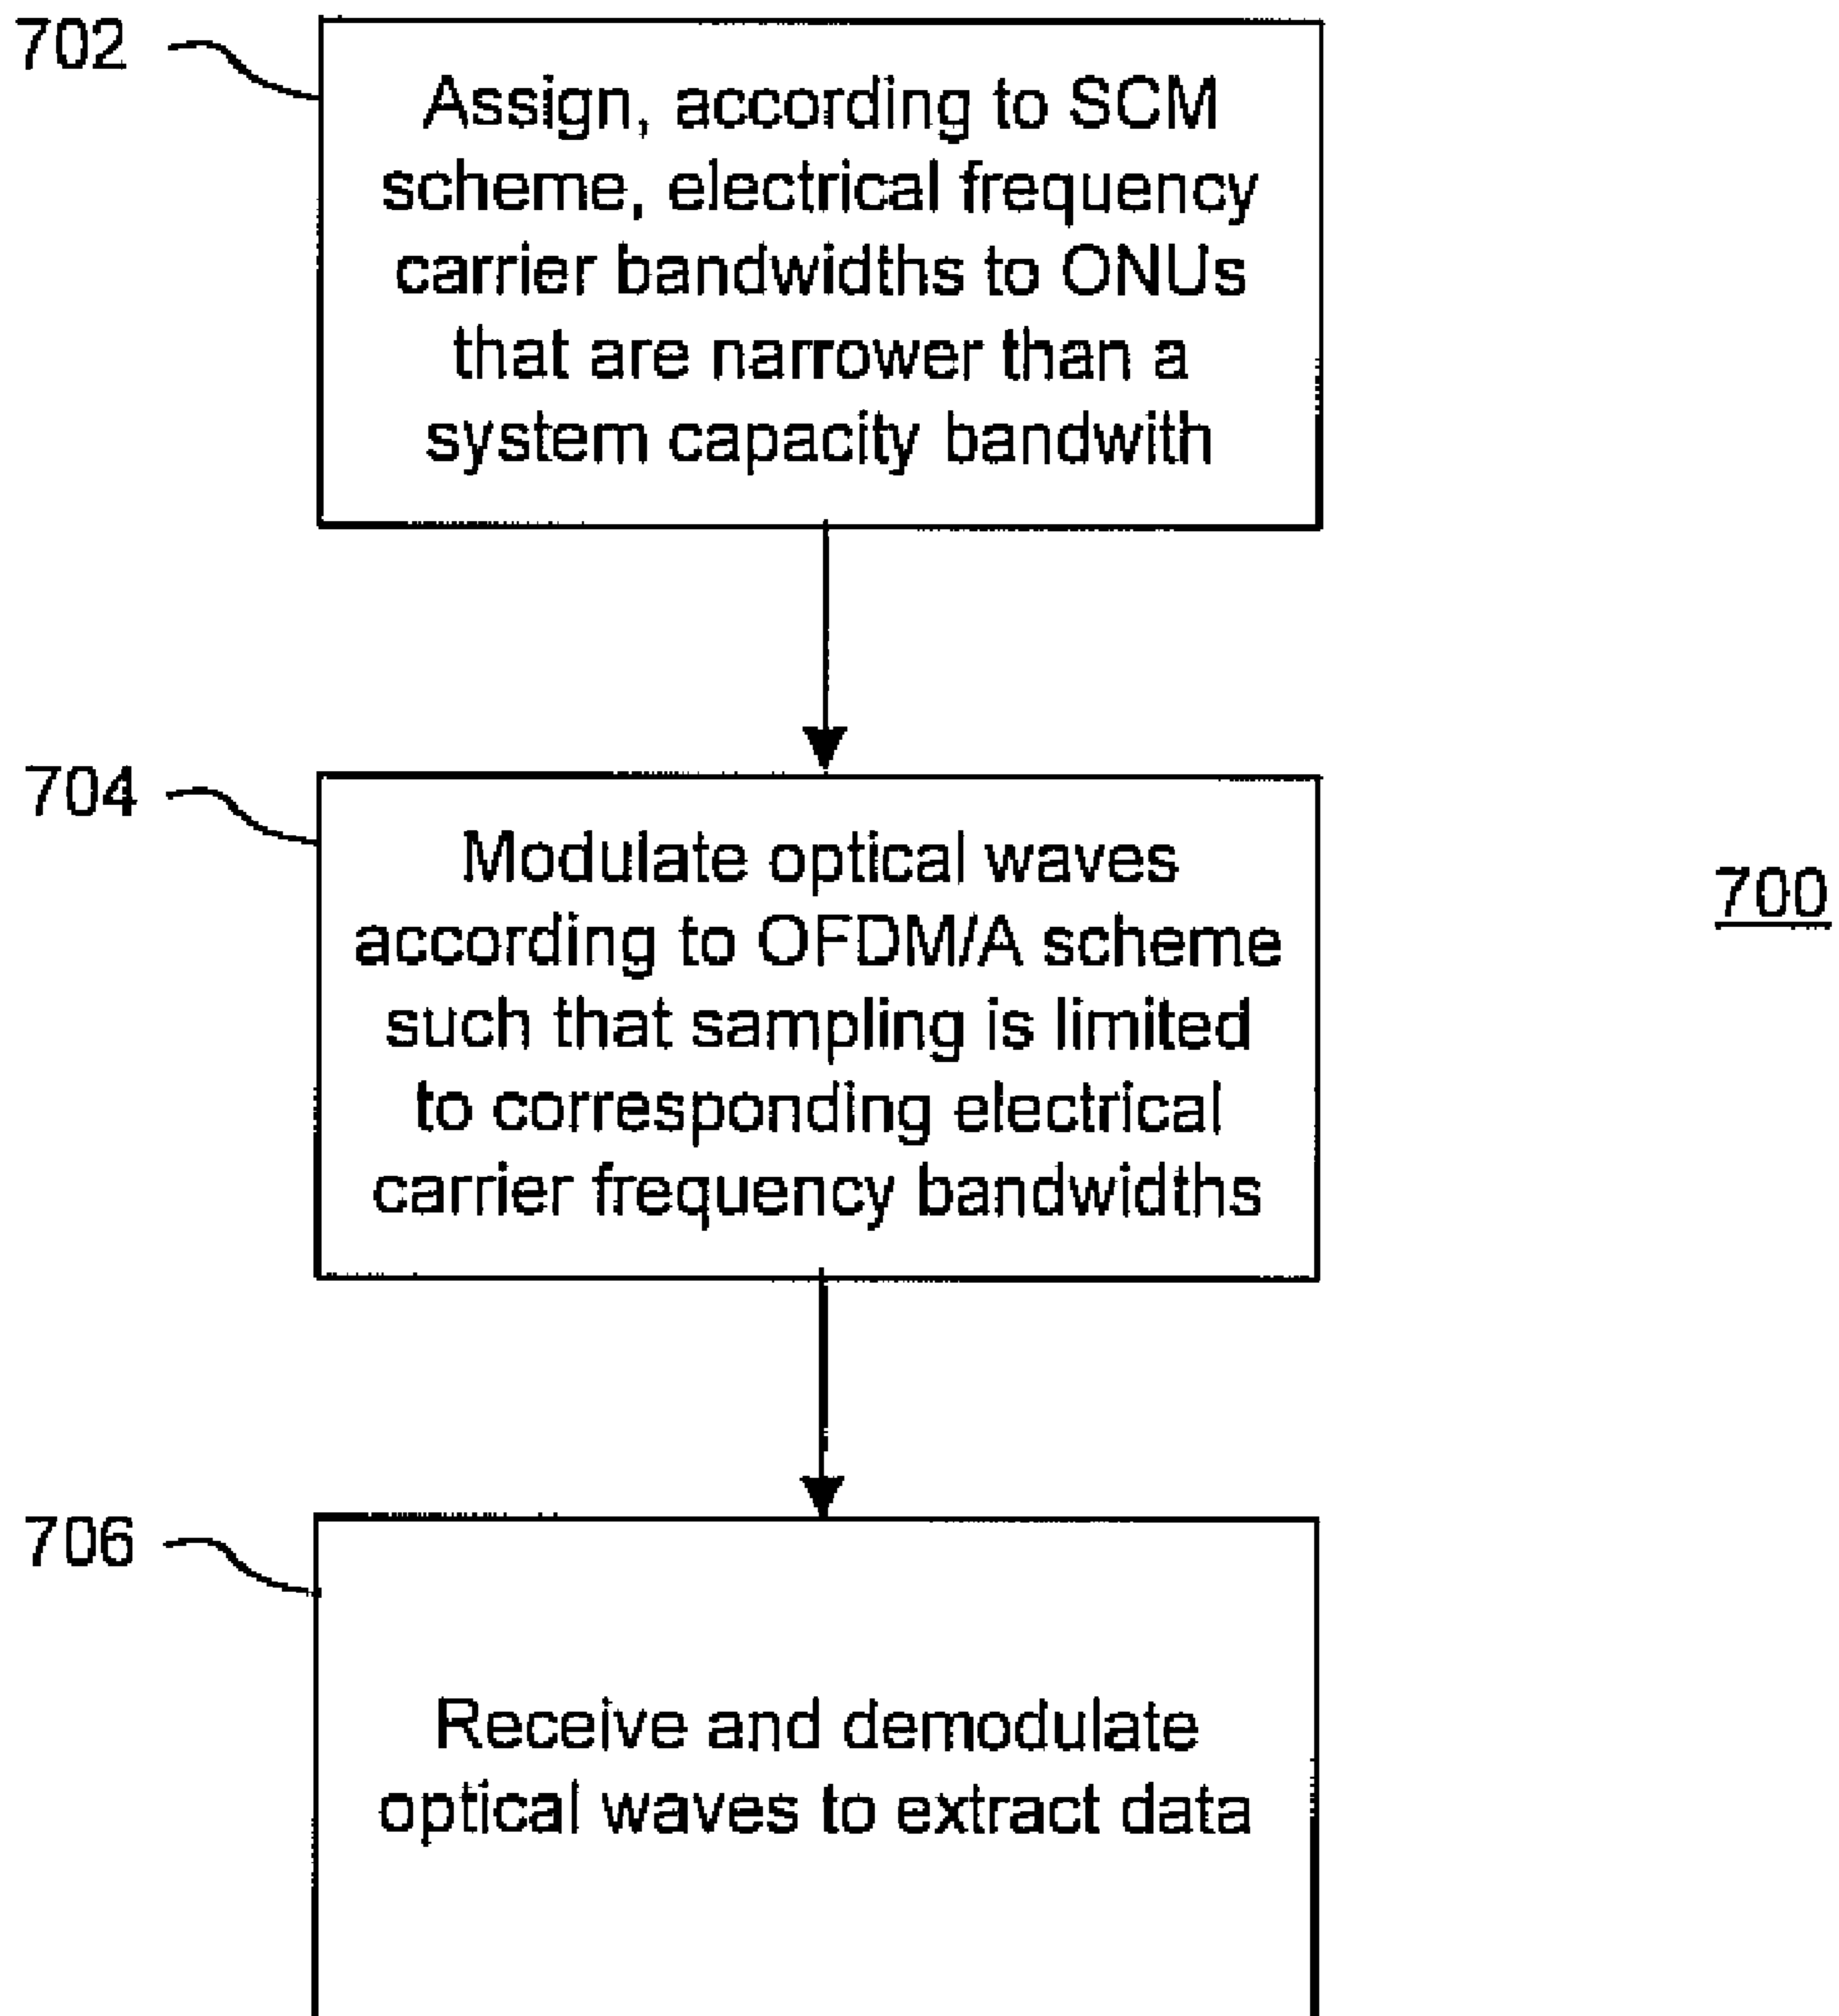 702
Assign, according to SCM
scheme, electrical frequency
carrier bandwidths to ONUs
that are narrower than a
system capacity bandwith
704
Modulate optical waves
according to OFDM/A scheme
such that sampling is limited
to corresponding electrical
carrier frequency bandwidths
700
706
Receive and demodulate
optical waves to extract data